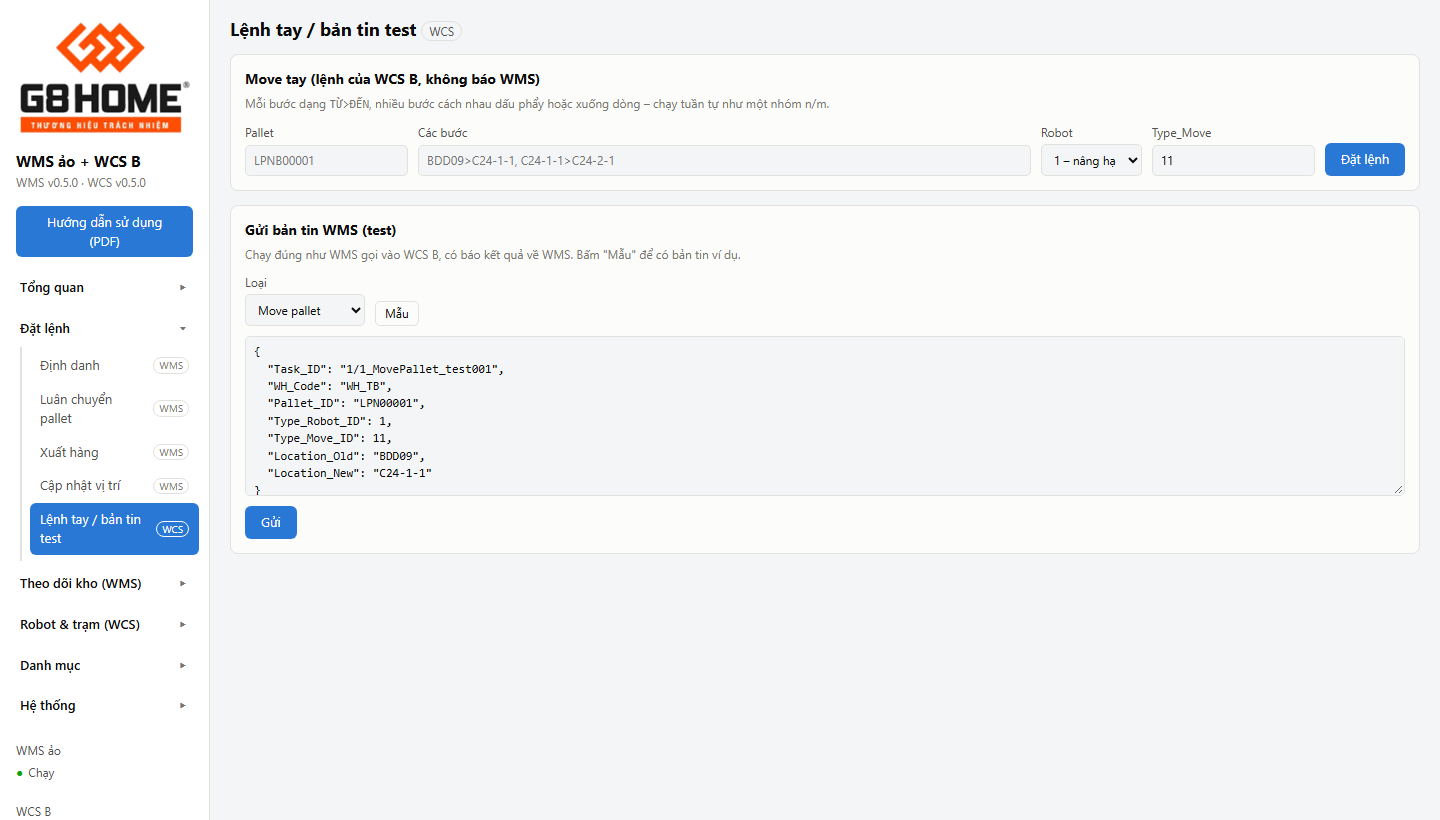 G8 HOME®
THƯƠNG HIỆU TRÁCH NHIỆM
WMS ảo + WCS B
WMS v0.5.0 · WCS v0.5.0
Hướng dẫn sử dụng
(PDF)
Tổng quan
Đặt lệnh
Định danh WMS
Luân chuyển
pallet WMS
Xuất hàng WMS
Cập nhật vị trí WMS
Lệnh tay / bản tin
test WCS
Theo dõi kho (WMS)
Robot & trạm (WCS)
Danh mục
Hệ thống
WMS ảo
Chạy
WCS B
Lệnh tay / bản tin test WCS
Move tay (lệnh của WCS B, không báo WMS)
Mỗi bước dạng TỪ>ĐẾN, nhiều bước cách nhau dấu phẩy hoặc xuống dòng – chạy tuần tự như một nhóm n/m.
Pallet Các bước Robot Type_Move
LPNB00001 BDD09>C24-1-1, C24-1-1>C24-2-1 1 – nâng hạ 11 Đặt lệnh
Gửi bản tin WMS (test)
Chạy đúng như WMS gọi vào WCS B, có báo kết quả về WMS. Bấm "Mẫu" để có bản tin ví dụ.
Loại
Move pallet Mẫu
{
"Task_ID": "1/1_MovePallet_test001",
"WH_Code": "WH_TB",
"Pallet_ID": "LPN00001",
"Type_Robot_ID": 1,
"Type_Move_ID": 11,
"Location_Old": "BDD09",
"Location_New": "C24-1-1"
}
Gửi